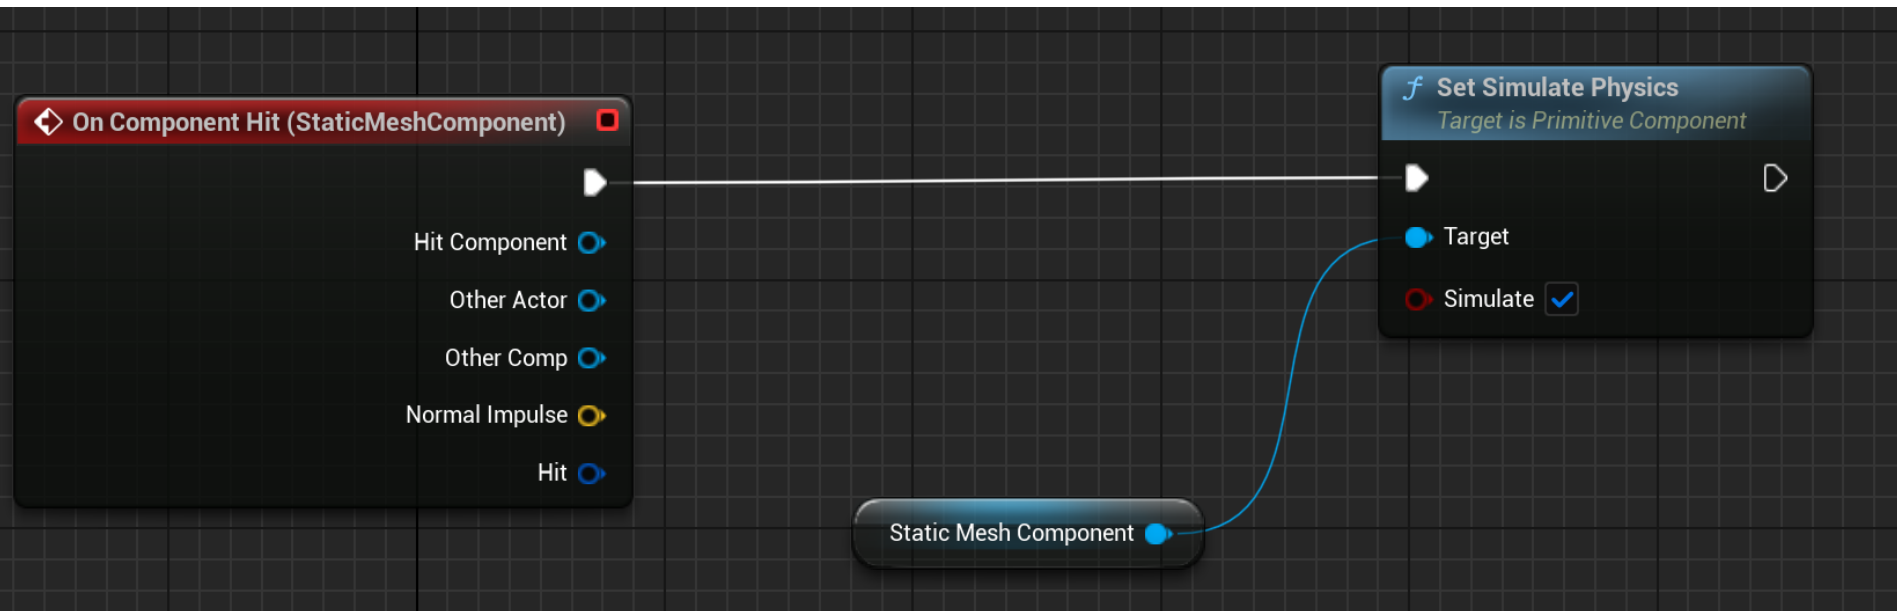 On Component Hit (StaticMeshComponent)
Hit Component
Other Actor
Other Comp
Normal Impulse
Hit
Static Mesh Component
f Set Simulate Physics
Target is Primitive Component
Target
Simulate